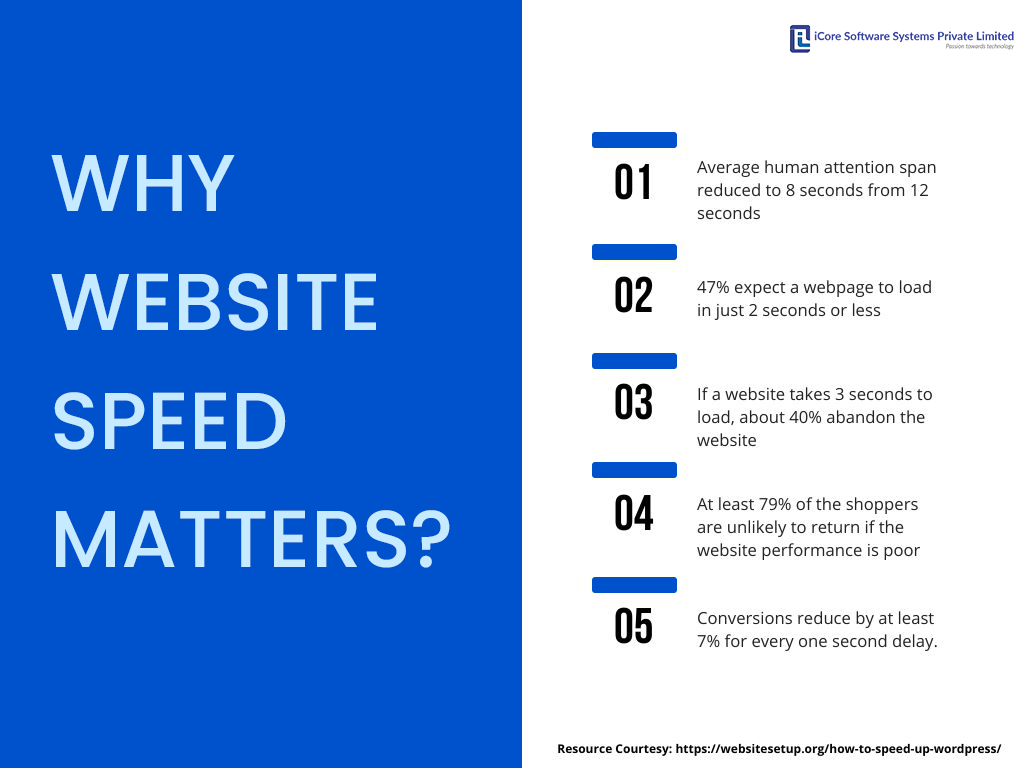 WHY
WEBSITE
SPEED
MATTERS?
iCore Software Systems Private Limited
Passion towards technology
01
Average human attention span
reduced to 8 seconds from 12
seconds
02
47% expect a webpage to load
in just 2 seconds or less
03
If a website takes 3 seconds to
load, about 40% abandon the
website
04
At least 79% of the shoppers
are unlikely to return if the
website performance is poor
05
Conversions reduce by at least
7% for every one second delay.
Resource Courtesy: https://websitesetup.org/how-to-speed-up-wordpress/